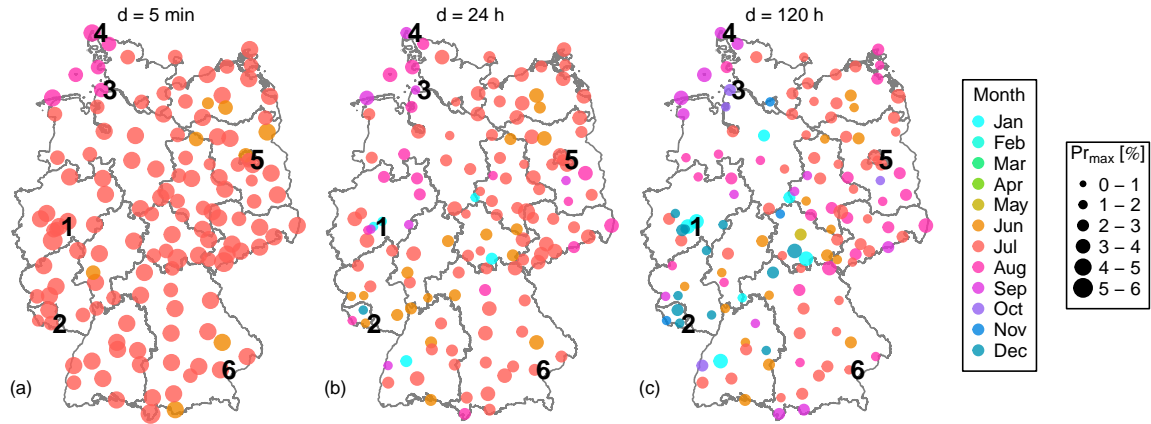 d = 5 min
d = 24 h
d = 120 h
4
3
5
1
2
6
(a)
4
3
5
1
2
6
(b)
4
3
5
1
2
6
(c)
Month
Jan
Feb
Mar
Apr
May
Jun
Jul
Aug
Sep
Oct
Nov
Dec
Prmax [%]
0 – 1
1 – 2
2 – 3
3 – 4
4 – 5
5 – 6